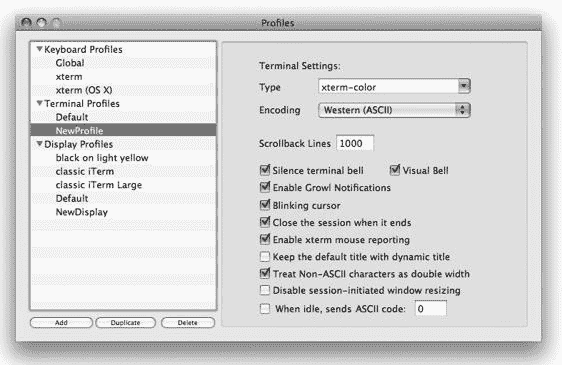 Profiles
Keyboard Profiles
Global
xterm
xterm (OS X)
Terminal Profiles
Default
NewProfile
Display Profiles
black on light yellow
classic iTerm
classic iTerm Large
Default
NewDisplay
Add Duplicate Delete
Terminal Settings:
Type xterm-color
Encoding Western (ASCII)
Scrollback Lines 1000
Silence terminal bell Visual Bell
Enable Growl Notifications
Blinking cursor
Close the session when it ends
Enable xterm mouse reporting
Keep the default title with dynamic title
Treat Non-ASCII characters as double width
Disable session-initiated window resizing
When idle, sends ASCII code: 0